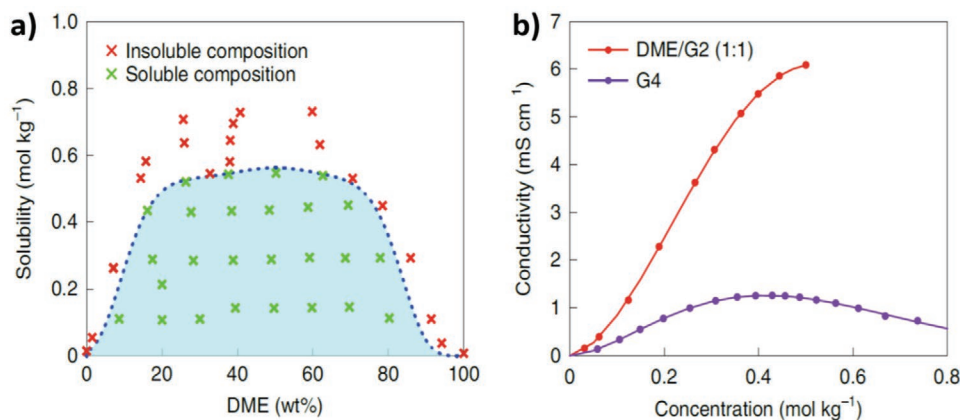 a)
1.0
0.8
0.6
0.4
0.2
0
Solubility (mol kg⁻¹)
× Insoluble composition
× Soluble composition
0 20 40 60 80 100
DME (wt%)
b)
7
6
5
4
3
2
1
0
Conductivity (mS cm⁻¹)
DME/G2 (1:1)
G4
0 0.2 0.4 0.6 0.8
Concentration (mol kg⁻¹)